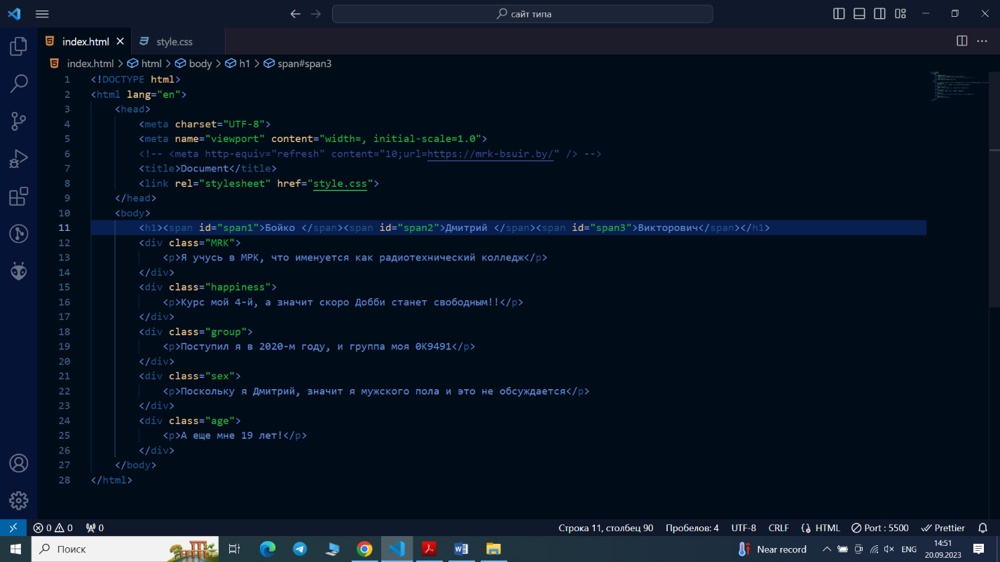 сайт типа
index.html
style.css
index.html > html > body > h1 > span#span3
1 <!DOCTYPE html>
2 <html lang="en">
3 <head>
4 <meta charset="UTF-8">
5 <meta name="viewport" content="width=, initial-scale=1.0">
6 <!-- <meta http-equiv="refresh" content="10;url=https://mrk-bsuir.by/" /> -->
7 <title>Document</title>
8 <link rel="stylesheet" href="style.css">
9 </head>
10 <body>
11 <h1><span id="span1">Бойко </span><span id="span2">Дмитрий </span><span id="span3">Викторович</span></h1>
12 <div class="MRK">
13 <p>Я учусь в МРК, что именуется как радиотехнический колледж</p>
14 </div>
15 <div class="happiness">
16 <p>Курс мой 4-й, а значит скоро Добби станет свободным!!</p>
17 </div>
18 <div class="group">
19 <p>Поступил я в 2020-м году, и группа моя 0К9491</p>
20 </div>
21 <div class="sex">
22 <p>Поскольку я Дмитрий, значит я мужского пола и это не обсуждается</p>
23 </div>
24 <div class="age">
25 <p>А еще мне 19 лет!</p>
26 </div>
27 </body>
28 </html>
0 0 0 Строка 11, столбец 90 Пробелов: 4 UTF-8 CRLF HTML Port : 5500 Prettier
Поиск Near record ENG 14:51
20.09.2023